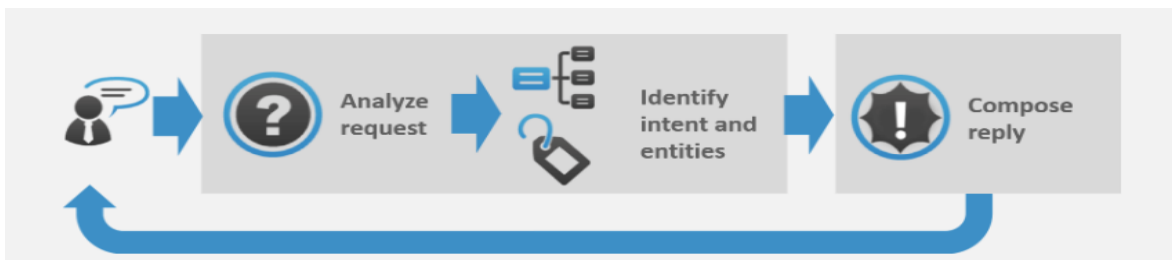 Analyze
request
Identify
intent and
entities
Compose
reply